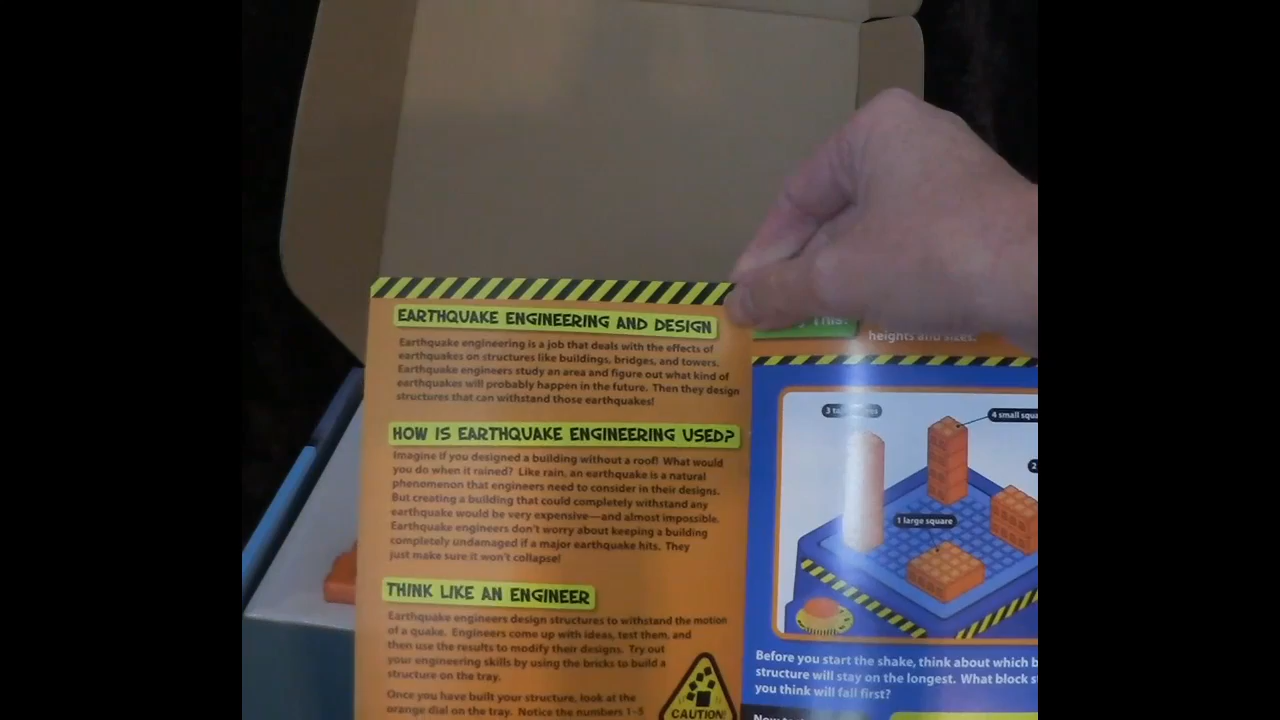 EARTHQUAKE ENGINEERING AND DESIGN
Earthquake engineering is a job that deals with the effects of
earthquakes on structures like buildings, bridges, and towers.
Earthquake engineers study an area and figure out what kind of
earthquakes will probably happen in the future. Then they design
structures that can withstand those earthquakes!
HOW IS EARTHQUAKE ENGINEERING USED?
Imagine if you designed a building without a roof! What would
you do when it rained? Like rain, an earthquake is a natural
phenomenon that engineers need to consider in their designs.
But creating a building that could completely withstand any
earthquake would be very expensive—and almost impossible.
Earthquake engineers don't worry about keeping a building
completely undamaged if a major earthquake hits. They
just make sure it won't collapse!
THINK LIKE AN ENGINEER
Earthquake engineers design structures to withstand the motion
of a quake. Engineers come up with ideas, test them, and
then use the results to modify their designs. Try out
your engineering skills by using the bricks to build a
structure on the tray.
Once you have built your structure, look at the
orange dial on the tray. Notice the numbers 1-5
CAUTION!
This!
heights and sizes.
3
4 small
2
1 large square
Before you start the shake, think about which
structure will stay on the longest. What block
you think will fall first?